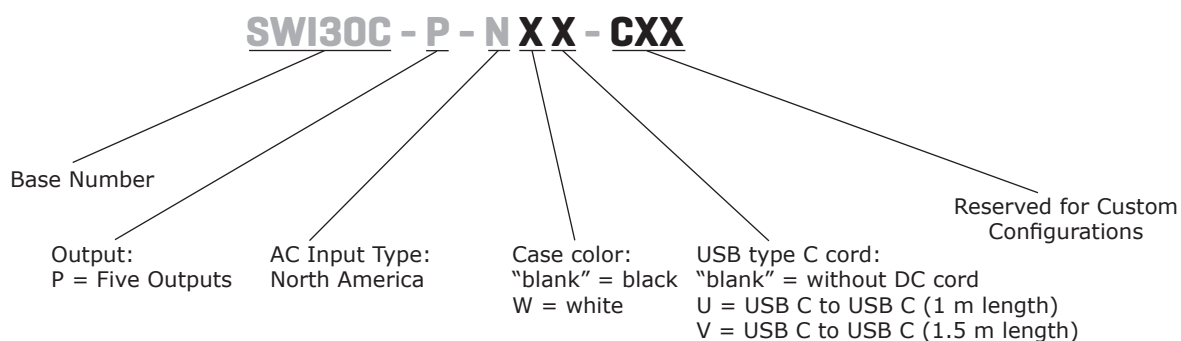 SWI30C - P - N X X - CXX
Base Number
Reserved for Custom
Configurations
Output:
P = Five Outputs
AC Input Type:
North America
Case color:
“blank” = black
W = white
USB type C cord:
“blank” = without DC cord
U = USB C to USB C (1 m length)
V = USB C to USB C (1.5 m length)